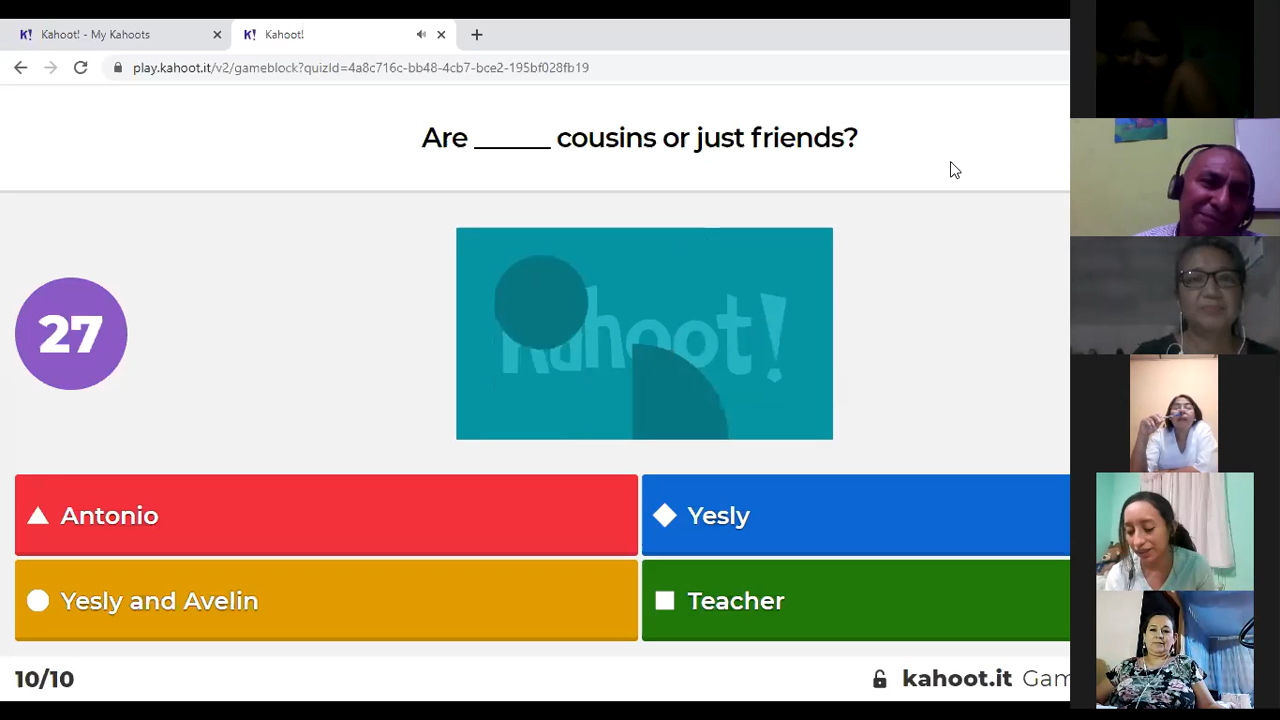 Kahoot! - My Kahoots
Kahoot!
play.kahoot.it/v2/gameblock?quizId=4a8c716c-bb48-4cb7-bce2-195bf028fb19
Are ______ cousins or just friends?
27
Kahoot!
Antonio
Yesly
Yesly and Avelin
Teacher
10/10
kahoot.it Gam